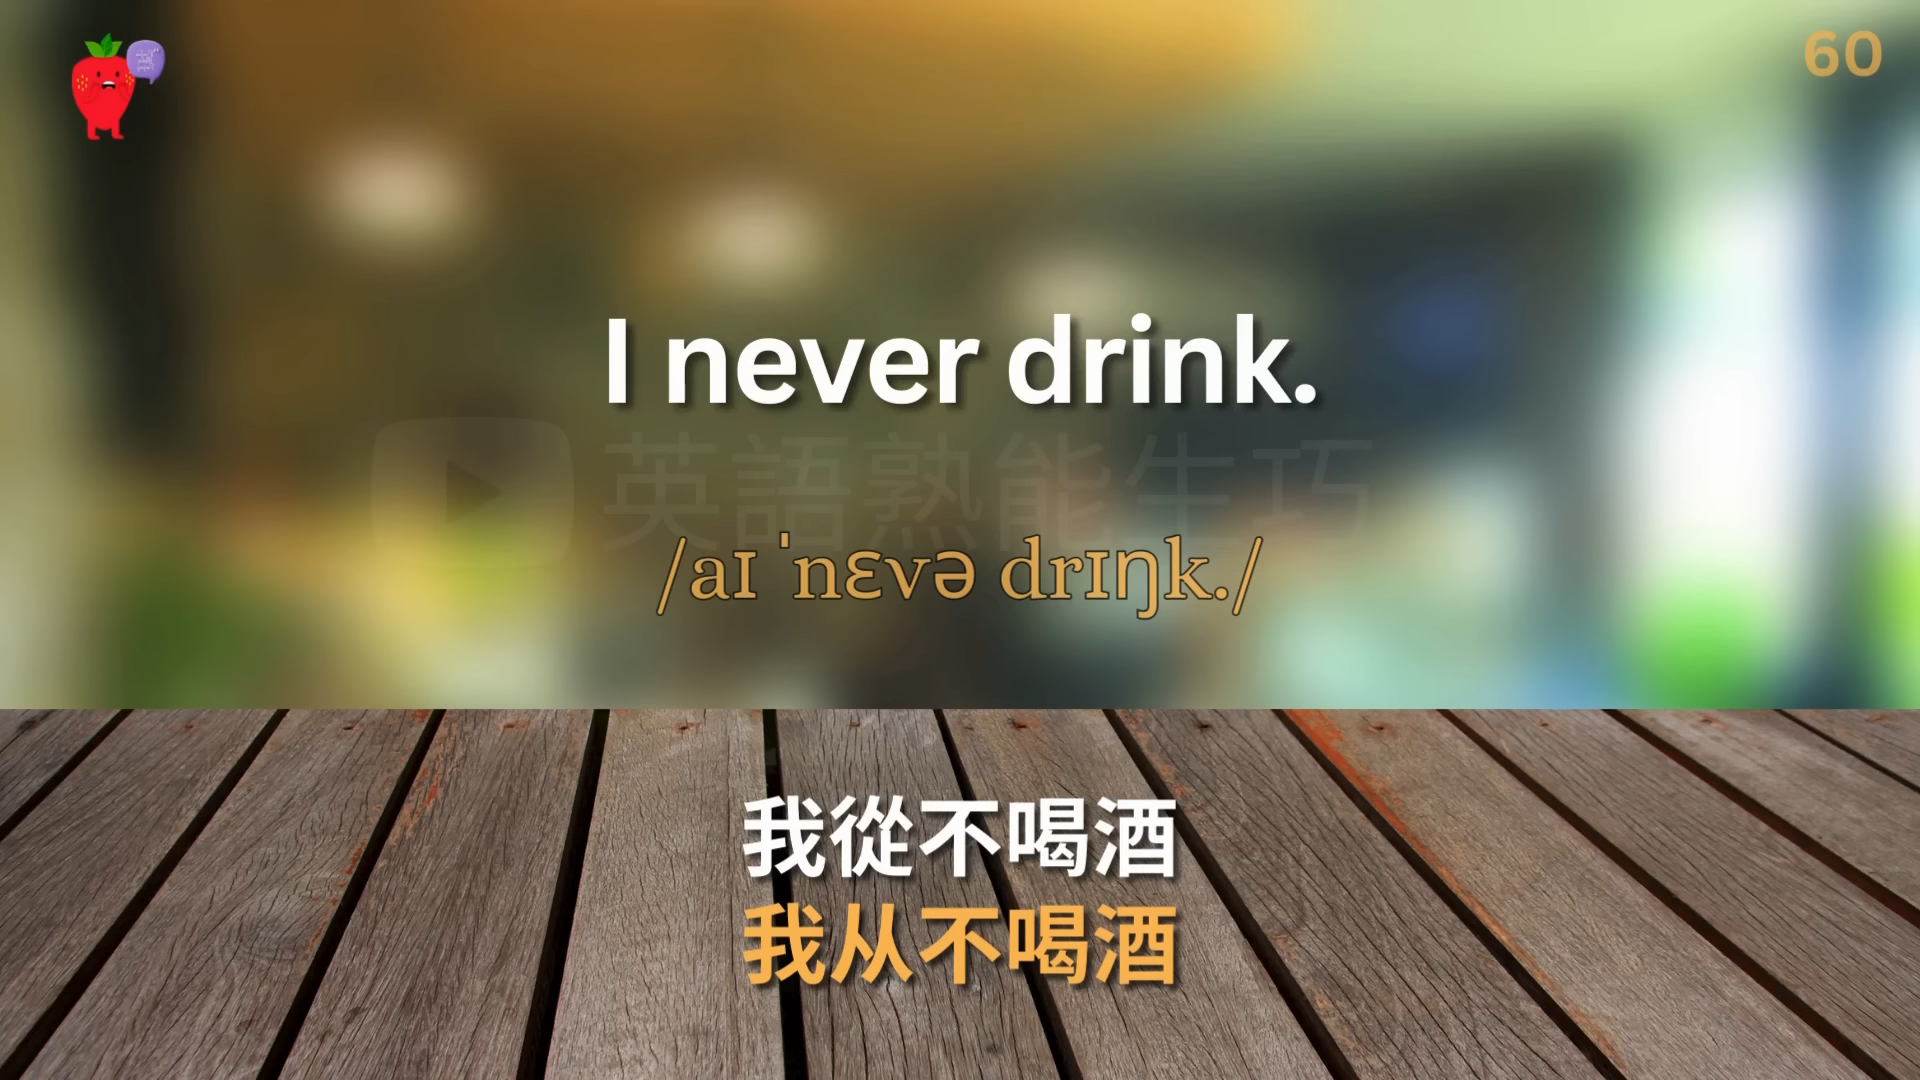 60
I never drink.
英語熟能生巧
/aɪ ˈnɛvə drɪŋk./
我從不喝酒
我从不喝酒